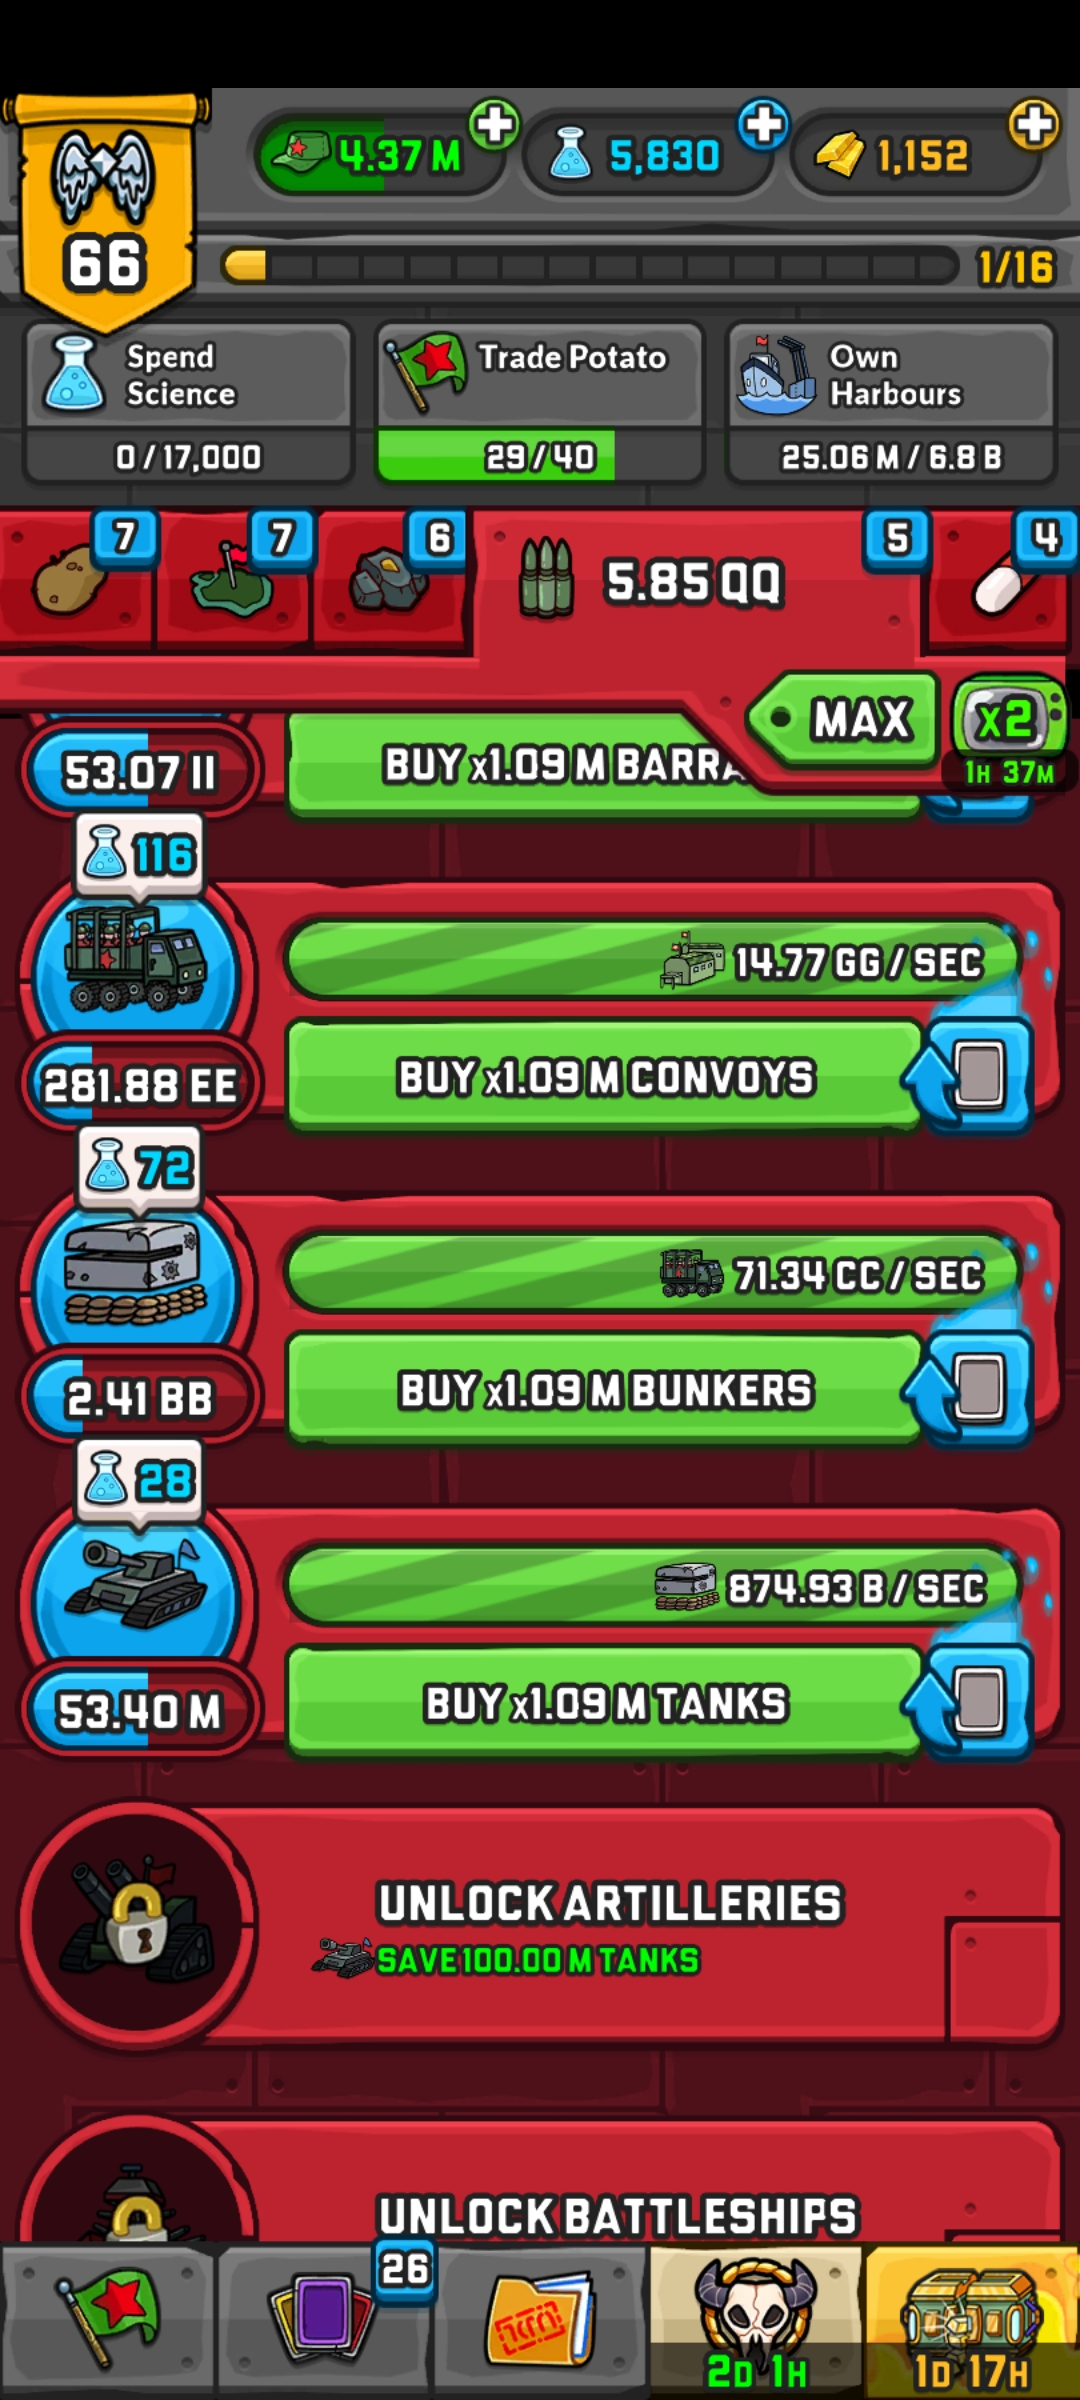 4.37 M
5,830
1,152
66
1/16
Spend
Science
0 / 17,000
Trade Potato
29 / 40
Own
Harbours
25.06 M / 6.8 B
7
7
6
5.85 QQ
5
4
MAX
x2
1H 37M
53.07 II
BUY x1.09 M BARRA
116
14.77 GG / SEC
281.88 EE
BUY x1.09 M CONVOYS
72
71.34 CC / SEC
2.41 BB
BUY x1.09 M BUNKERS
28
874.93 B / SEC
53.40 M
BUY x1.09 M TANKS
UNLOCK ARTILLERIES
SAVE 100.00 M TANKS
UNLOCK BATTLESHIPS
26
2D 1H
1D 17H